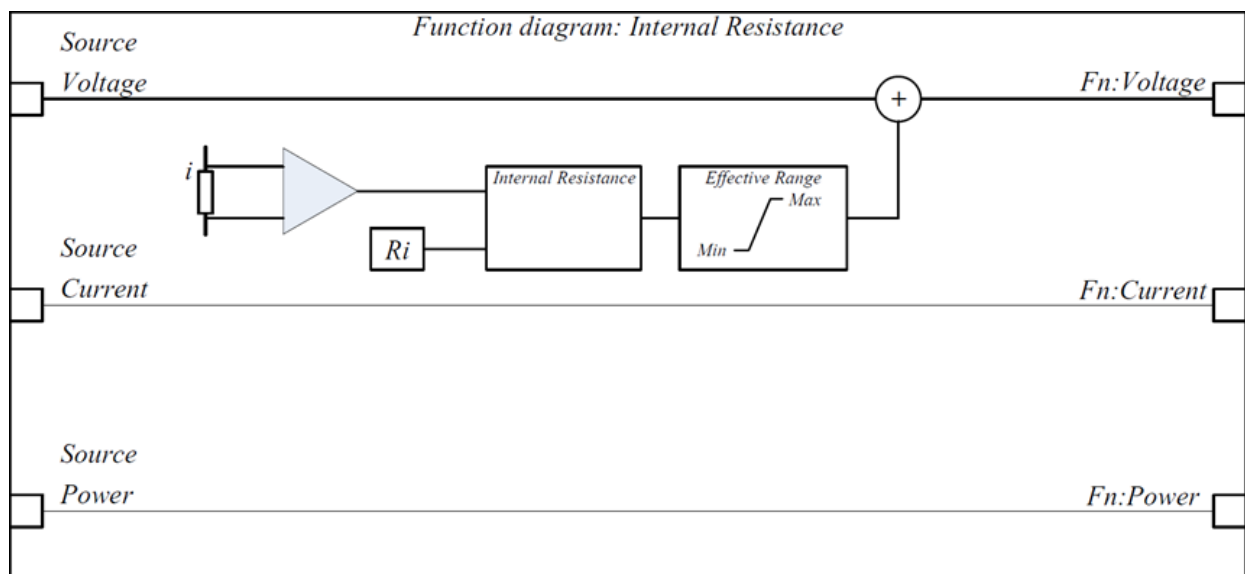 Function diagram: Internal Resistance
Source
Voltage
Fn:Voltage
+
i
Internal Resistance
Effective Range
Max
Min
Ri
Source
Current
Fn:Current
Source
Power
Fn:Power